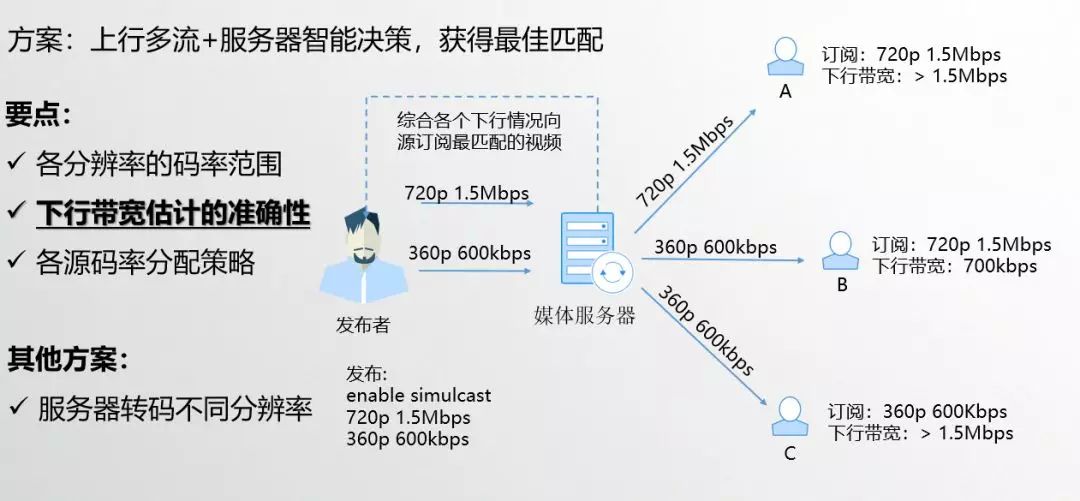 方案：上行多流+服务器智能决策，获得最佳匹配
要点：
✓ 各分辨率的码率范围
✓ 下行带宽估计的准确性
✓ 各源码率分配策略
其他方案：
✓ 服务器转码不同分辨率
综合各个下行情况向
源订阅最匹配的视频
720p 1.5Mbps
360p 600kbps
发布者
发布:
enable simulcast
720p 1.5Mbps
360p 600kbps
媒体服务器
720p 1.5Mbps
360p 600kbps
360p 600kbps
A
订阅：720p 1.5Mbps
下行带宽：> 1.5Mbps
B
订阅：720p 1.5Mbps
下行带宽：700kbps
C
订阅：360p 600Kbps
下行带宽：> 1.5Mbps